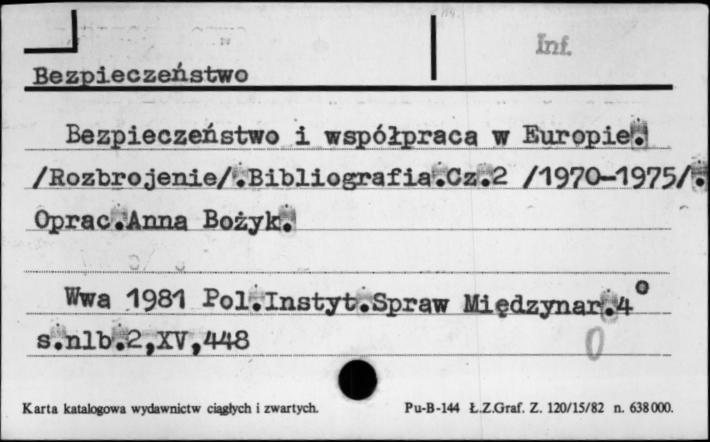 Inf.
Bezpieczeństwo
Bezpieczeństwo i współpraca w Europie.
/Rozbrojenie/.Bibliografia.Cz.2 /1970-1975/.
Oprac.Anna Bożyk.
Wwa 1981 Pol.Instyt.Spraw Międzynar.4°
s.nlb.2,XV,448
0
Karta katalogowa wydawnictw ciągłych i zwartych. Pu-B-144 Ł.Z.Graf. Z. 120/15/82 n. 638000.